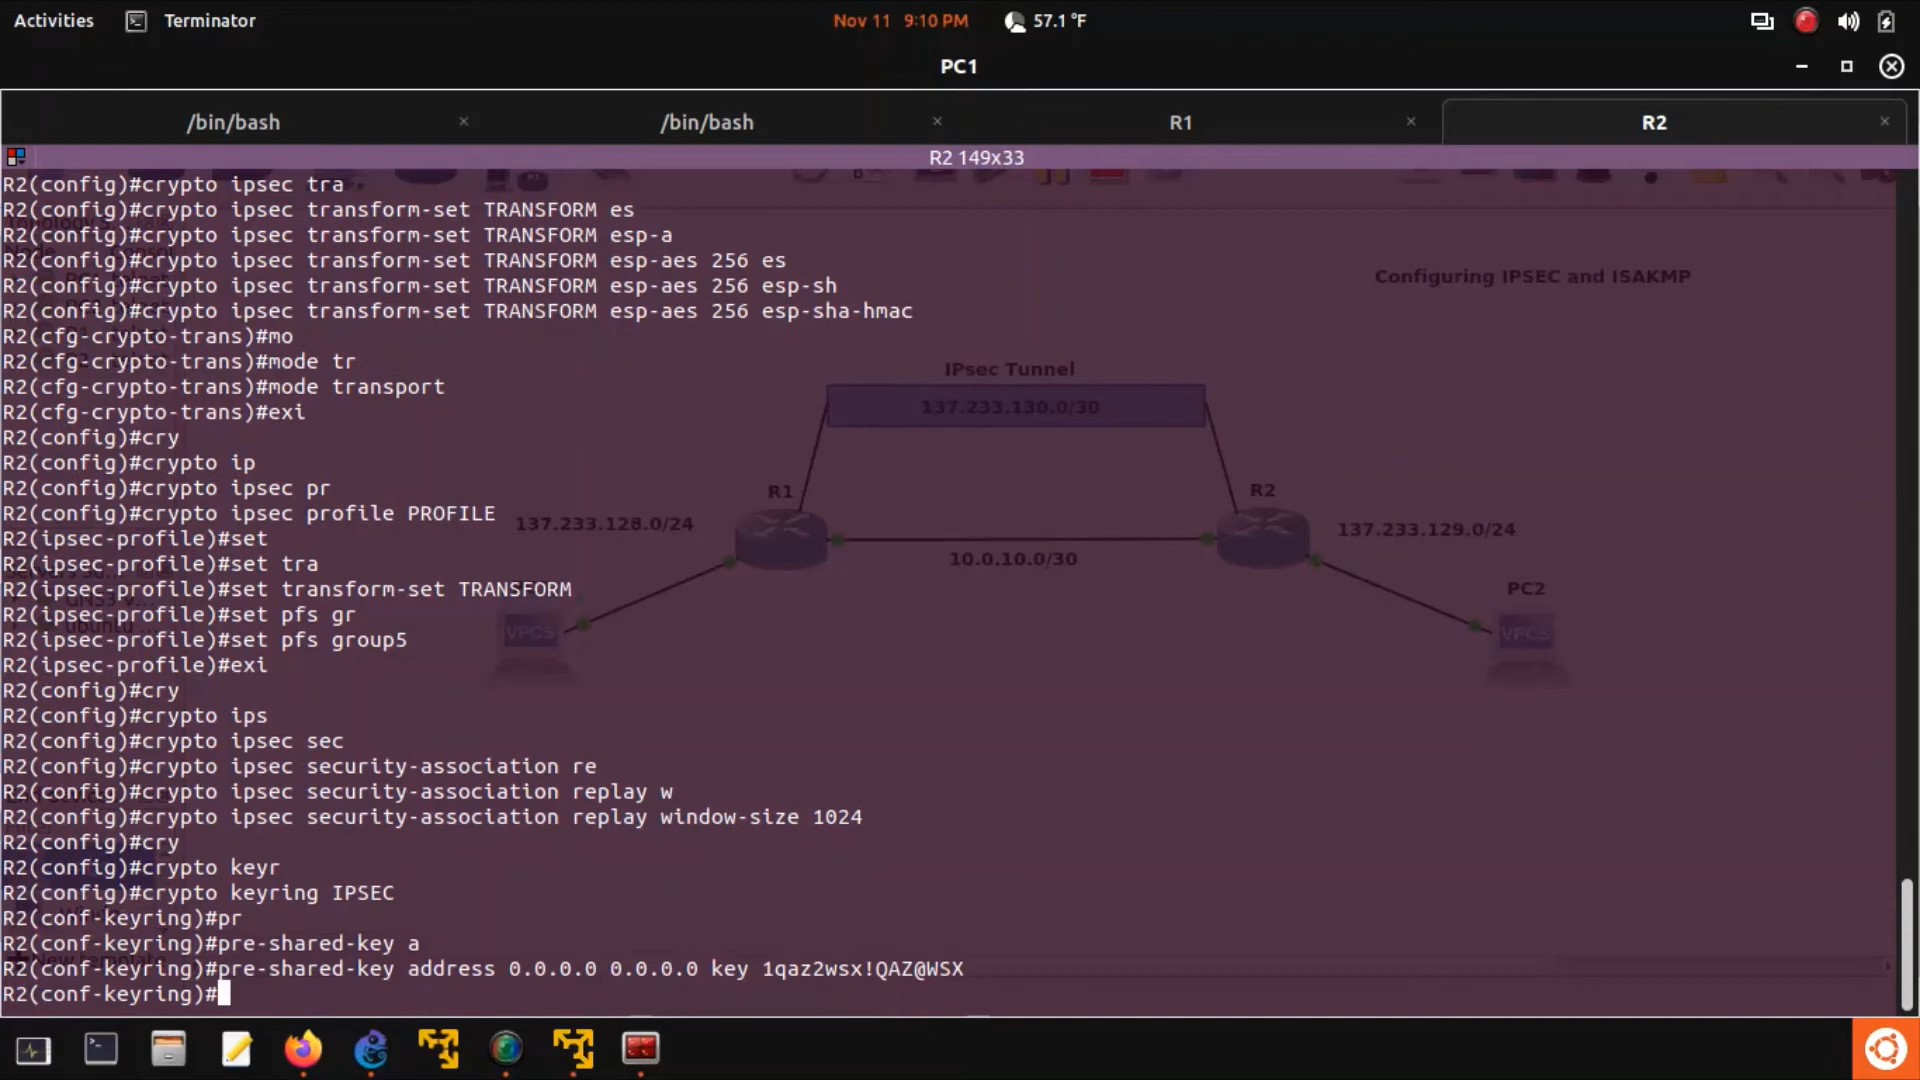 Activities
Terminator
Nov 11 9:10 PM
57.1 °F
PC1
/bin/bash
/bin/bash
R1
R2
R2 149x33
R2(config)#crypto ipsec tra
R2(config)#crypto ipsec transform-set TRANSFORM es
R2(config)#crypto ipsec transform-set TRANSFORM esp-a
R2(config)#crypto ipsec transform-set TRANSFORM esp-aes 256 es
R2(config)#crypto ipsec transform-set TRANSFORM esp-aes 256 esp-sh
R2(config)#crypto ipsec transform-set TRANSFORM esp-aes 256 esp-sha-hmac
R2(cfg-crypto-trans)#mo
R2(cfg-crypto-trans)#mode tr
R2(cfg-crypto-trans)#mode transport
R2(cfg-crypto-trans)#exi
R2(config)#cry
R2(config)#crypto ip
R2(config)#crypto ipsec pr
R2(config)#crypto ipsec profile PROFILE
R2(ipsec-profile)#set
R2(ipsec-profile)#set tra
R2(ipsec-profile)#set transform-set TRANSFORM
R2(ipsec-profile)#set pfs gr
R2(ipsec-profile)#set pfs group5
R2(ipsec-profile)#exi
R2(config)#cry
R2(config)#crypto ips
R2(config)#crypto ipsec sec
R2(config)#crypto ipsec security-association re
R2(config)#crypto ipsec security-association replay w
R2(config)#crypto ipsec security-association replay window-size 1024
R2(config)#cry
R2(config)#crypto keyr
R2(config)#crypto keyring IPSEC
R2(conf-keyring)#pr
R2(conf-keyring)#pre-shared-key a
R2(conf-keyring)#pre-shared-key address 0.0.0.0 0.0.0.0 key 1qaz2wsx!QAZ@WSX
R2(conf-keyring)#
Configuring IPSEC and ISAKMP
IPsec Tunnel
137.233.130.0/30
R1
R2
137.233.128.0/24
137.233.129.0/24
10.0.10.0/30
PC2
VPCS
VPCS